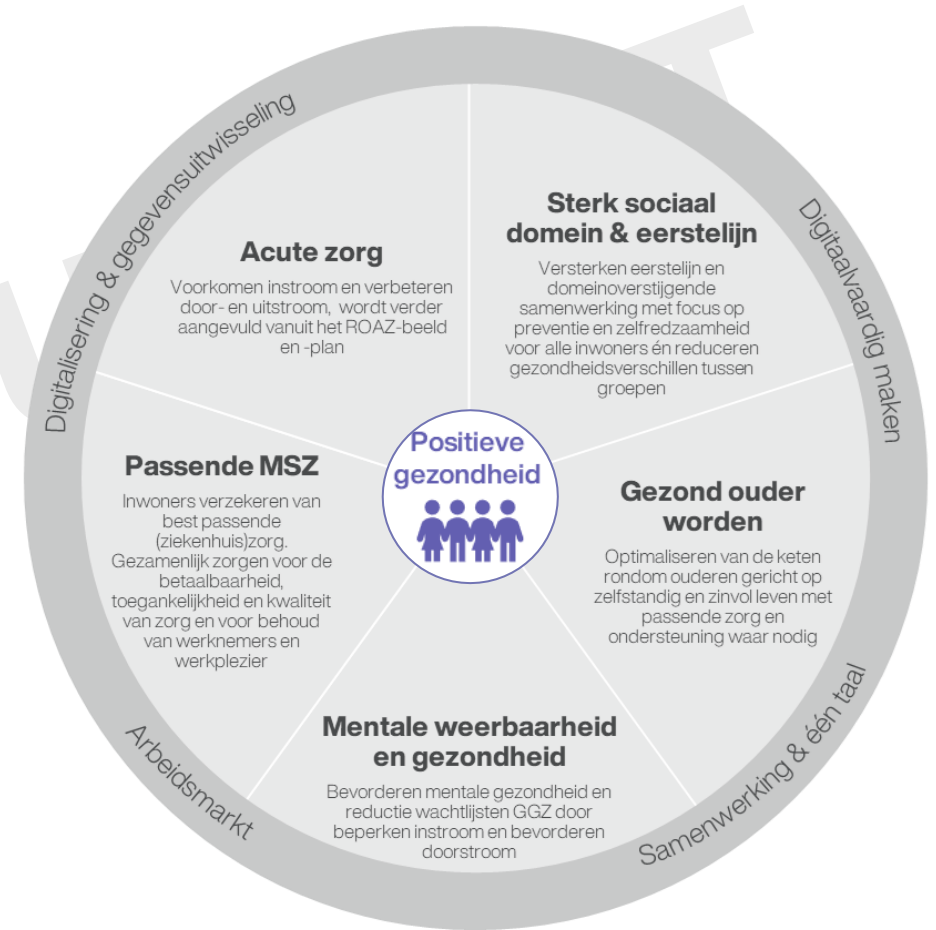 Digitalisering & gegevensuitwisseling
Digitaalvaardig maken
Samenwerking & één taal
Arbeidsmarkt
Acute zorg
Voorkomen instroom en verbeteren
door- en uitstroom, wordt verder
aangevuld vanuit het ROAZ-beeld
en -plan
Sterk sociaal
domein & eerstelijn
Versterken eerstelijn en
domeinoverstijgende
samenwerking met focus op
preventie en zelfredzaamheid
voor alle inwoners én reduceren
gezondheidsverschillen tussen
groepen
Positieve
gezondheid
Passende MSZ
Inwoners verzekeren van
best passende
(ziekenhuis)zorg.
Gezamenlijk zorgen voor de
betaalbaarheid,
toegankelijkheid en kwaliteit
van zorg en voor behoud
van werknemers en
werkplezier
Gezond ouder
worden
Optimaliseren van de keten
rondom ouderen gericht op
zelfstandig en zinvol leven met
passende zorg en
ondersteuning waar nodig
Mentale weerbaarheid
en gezondheid
Bevorderen mentale gezondheid en
reductie wachtlijsten GGZ door
beperken instroom en bevorderen
doorstroom